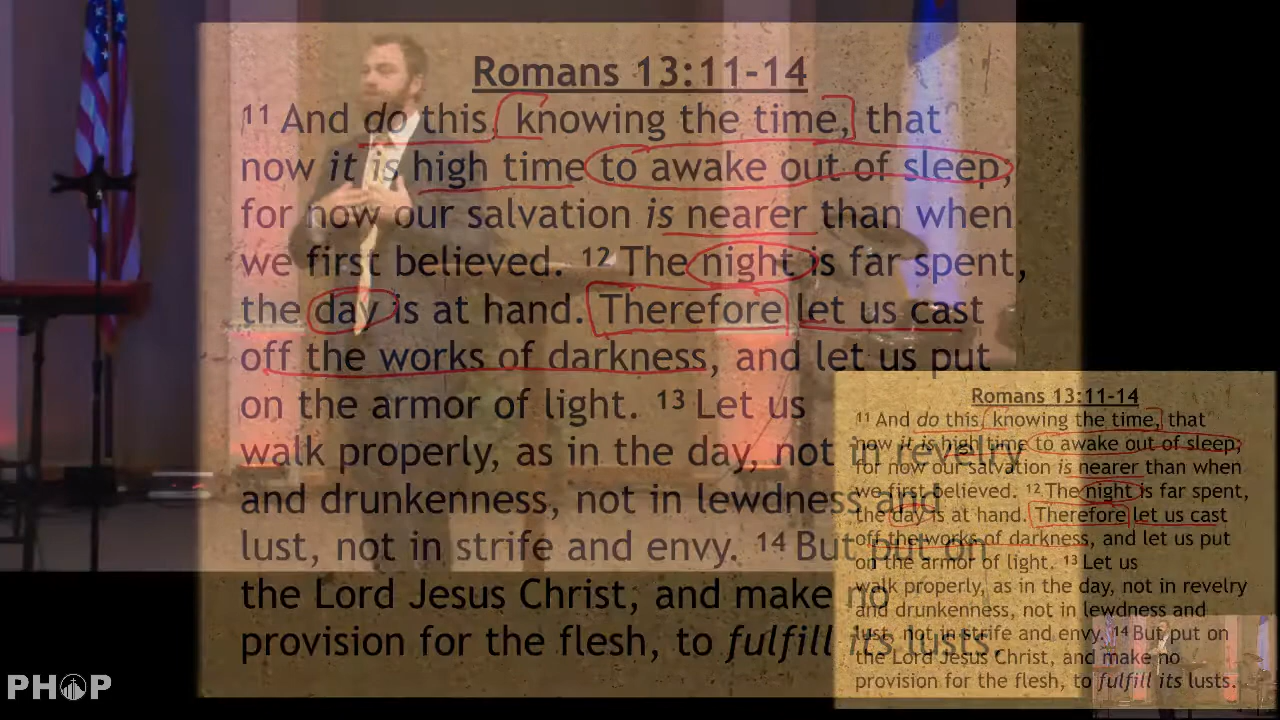 Romans 13:11-14
11 And do this, knowing the time, that
now it is high time to awake out of sleep;
for now our salvation is nearer than when
we first believed. 12 The night is far spent,
the day is at hand. Therefore let us cast
off the works of darkness, and let us put
on the armor of light. 13 Let us
walk properly, as in the day, not in revelry
and drunkenness, not in lewdness and
lust, not in strife and envy. 14 But put on
the Lord Jesus Christ, and make no
provision for the flesh, to fulfill its lusts.
Romans 13:11-14
11 And do this, knowing the time, that
now it is high time to awake out of sleep;
for now our salvation is nearer than when
we first believed. 12 The night is far spent,
the day is at hand. Therefore let us cast
off the works of darkness, and let us put
on the armor of light. 13 Let us
walk properly, as in the day, not in revelry
and drunkenness, not in lewdness and
lust, not in strife and envy. 14 But put on
the Lord Jesus Christ, and make no
provision for the flesh, to fulfill its lusts.
PHOP